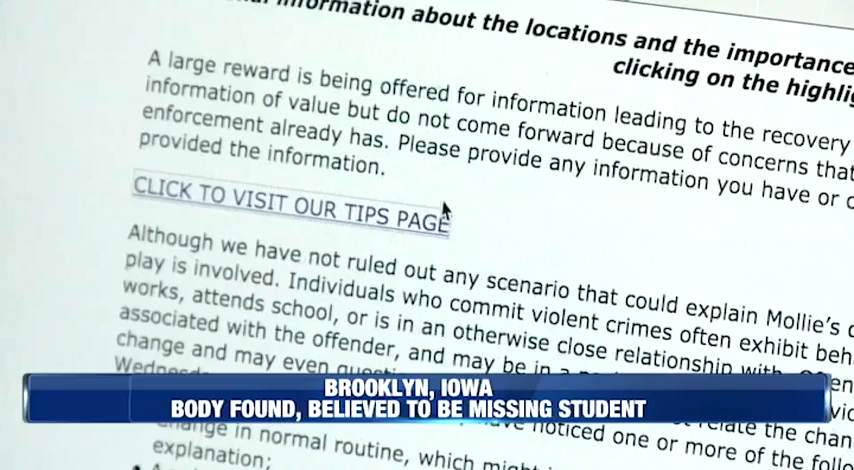 information about the locations and the importance
clicking on the highlig
A large reward is being offered for information leading to the recovery
information of value but do not come forward because of concerns that
enforcement already has. Please provide any information you have or
provided the information.
CLICK TO VISIT OUR TIPS PAGE
Although we have not ruled out any scenario that could explain Mollie's
play is involved. Individuals who commit violent crimes often exhibit beh
works, attends school, or is in an otherwise close relationship with
associated with the offender, and may be in a
change and may even
BROOKLYN, IOWA
BODY FOUND, BELIEVED TO BE MISSING STUDENT
relate the chan
change in normal routine, which might
have noticed one or more of the follo
explanation;